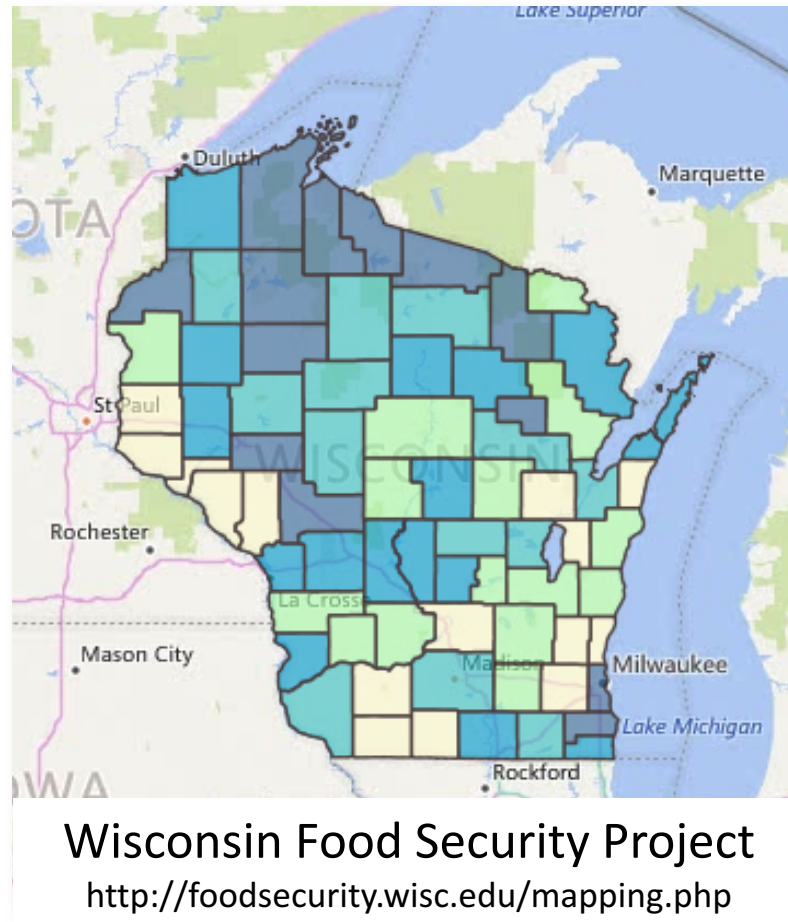 Lake Superior
Duluth
Marquette
OTA
St Paul
WISCONSIN
Rochester
La Crosse
Mason City
Madison
Milwaukee
Lake Michigan
Rockford
OWA
Wisconsin Food Security Project
http://foodsecurity.wisc.edu/mapping.php